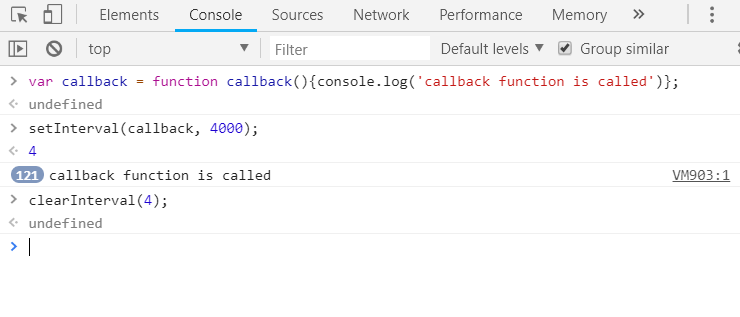 Elements Console Sources Network Performance Memory »
top Filter Default levels Group similar
> var callback = function callback(){console.log('callback function is called')};
undefined
> setInterval(callback, 4000);
4
121 callback function is called VM903:1
> clearInterval(4);
undefined
>